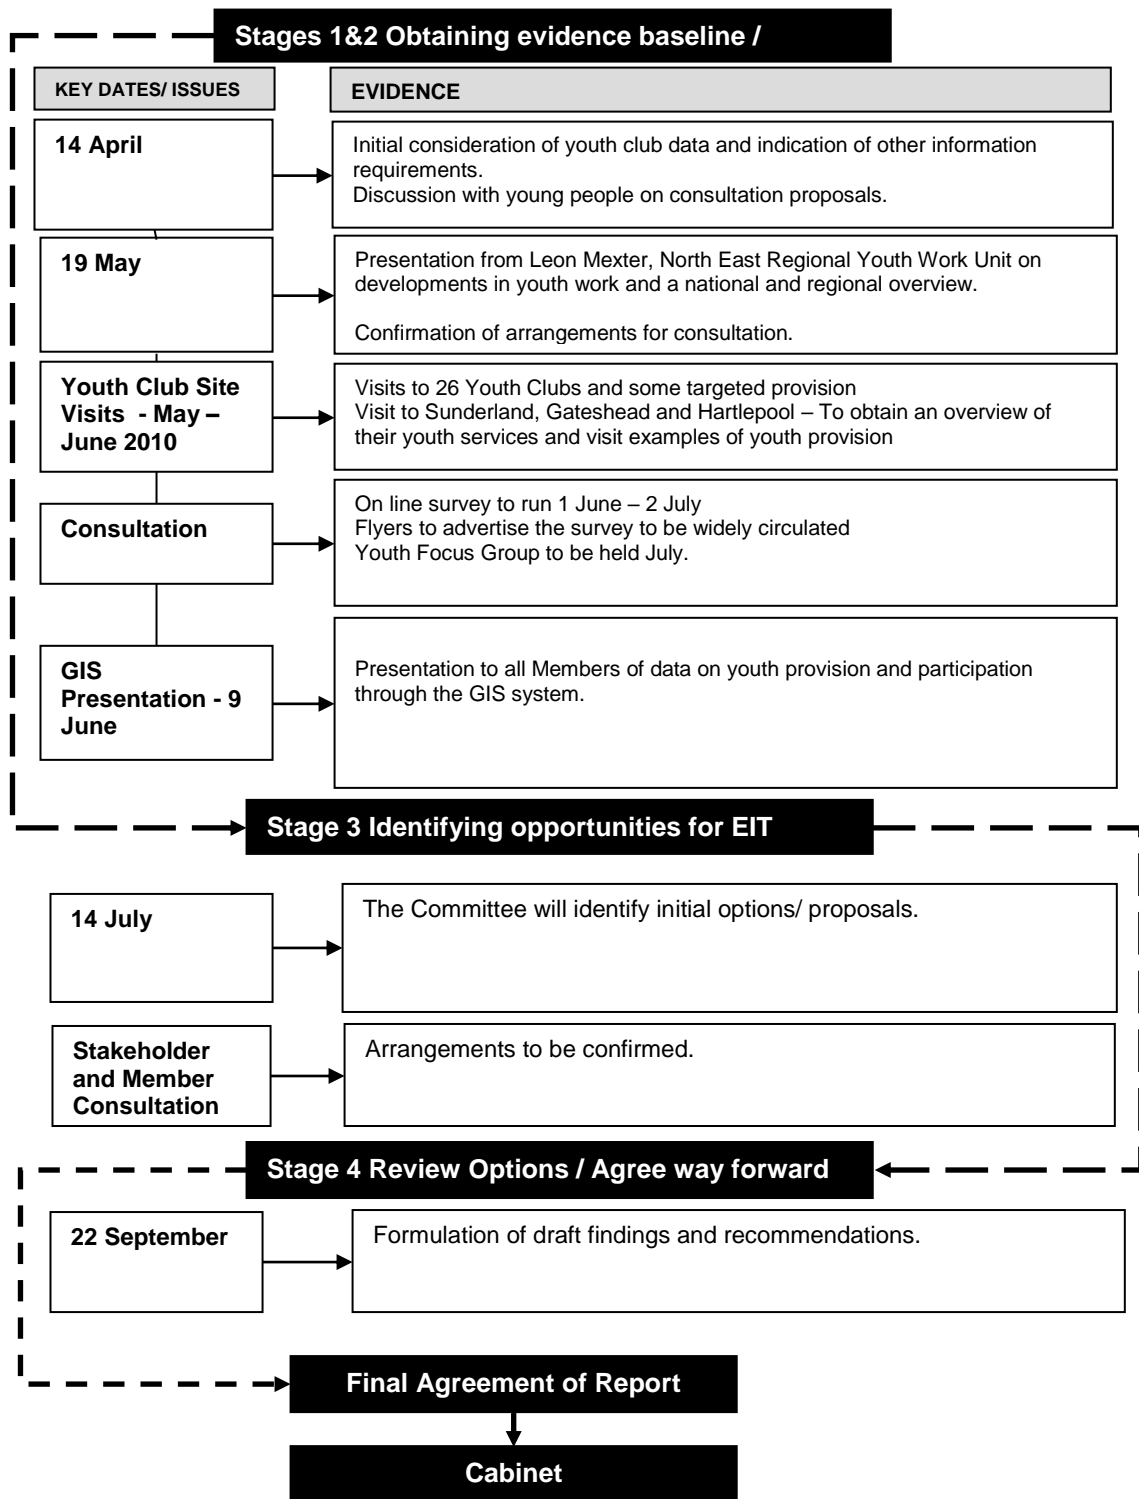 Stages 1&2 Obtaining evidence baseline /
KEY DATES/ ISSUES
EVIDENCE
14 April
Initial consideration of youth club data and indication of other information
requirements.
Discussion with young people on consultation proposals.
19 May
Presentation from Leon Mexter, North East Regional Youth Work Unit on
developments in youth work and a national and regional overview.
Confirmation of arrangements for consultation.
Youth Club Site
Visits - May –
June 2010
Visits to 26 Youth Clubs and some targeted provision
Visit to Sunderland, Gateshead and Hartlepool – To obtain an overview of
their youth services and visit examples of youth provision
Consultation
On line survey to run 1 June – 2 July
Flyers to advertise the survey to be widely circulated
Youth Focus Group to be held July.
GIS
Presentation - 9
June
Presentation to all Members of data on youth provision and participation
through the GIS system.
Stage 3 Identifying opportunities for EIT
14 July
The Committee will identify initial options/ proposals.
Stakeholder
and Member
Consultation
Arrangements to be confirmed.
Stage 4 Review Options / Agree way forward
22 September
Formulation of draft findings and recommendations.
Final Agreement of Report
Cabinet